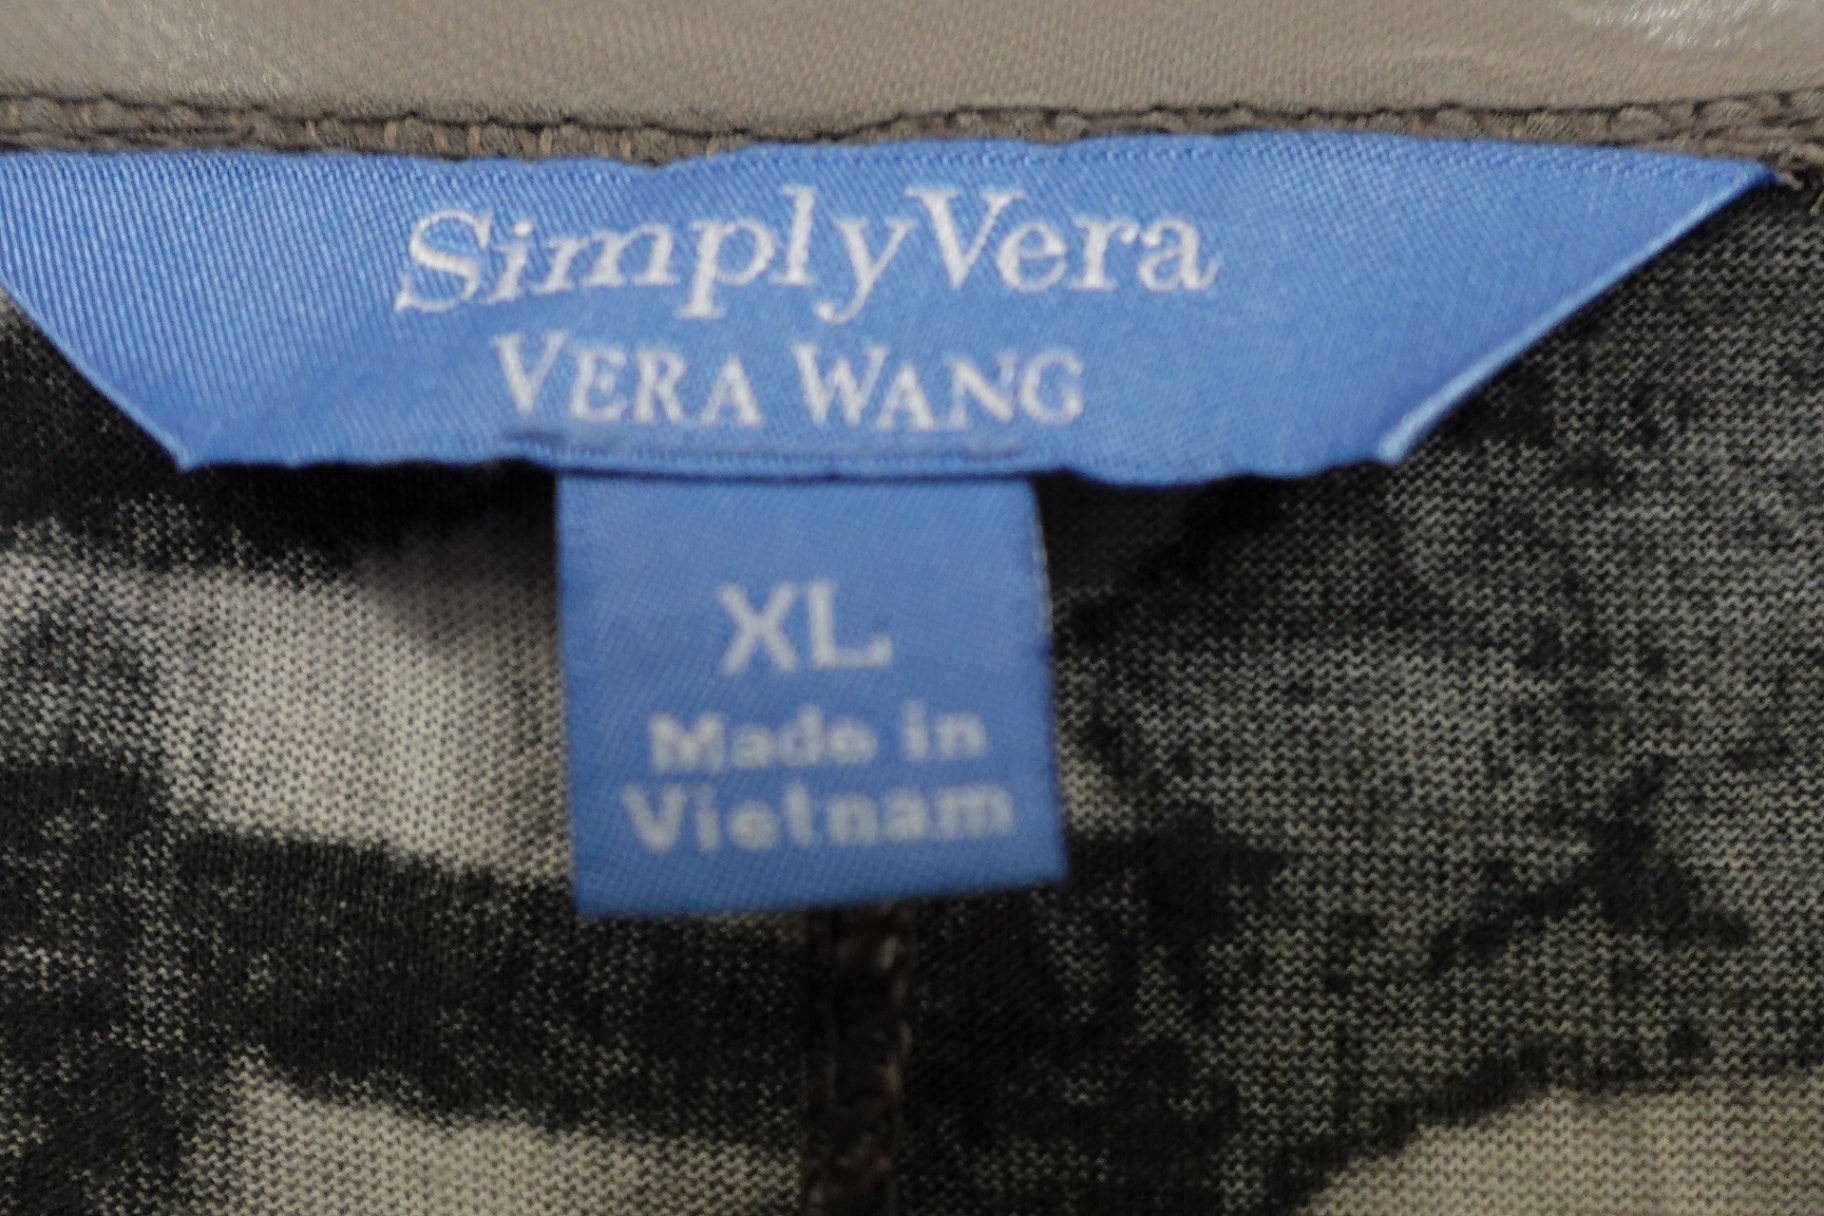 SimplyVera
VERA WANG
XL
Made in
Vietnam